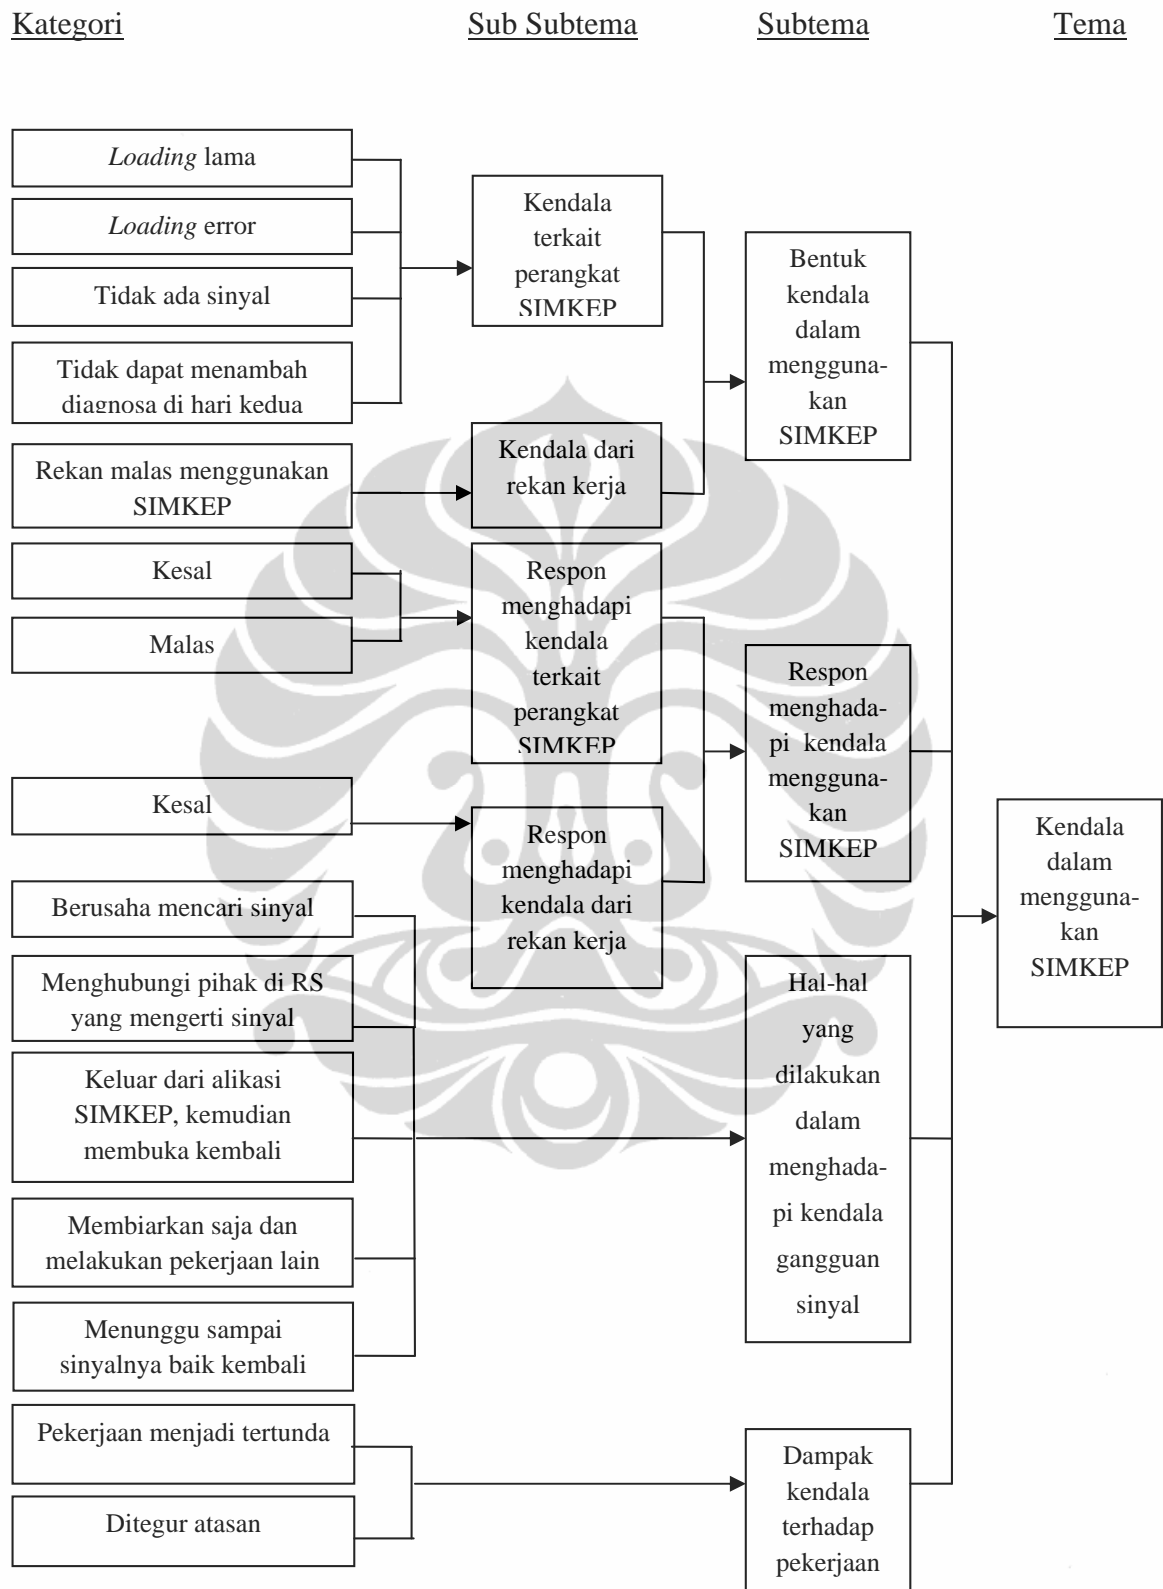 Kategori
Sub Subtema
Subtema
Tema
Loading lama
Loading error
Tidak ada sinyal
Tidak dapat menambah
diagnosa di hari kedua
Rekan malas menggunakan
SIMKEP
Kesal
Malas
Kesal
Berusaha mencari sinyal
Menghubungi pihak di RS
yang mengerti sinyal
Keluar dari alikasi
SIMKEP, kemudian
membuka kembali
Membiarkan saja dan
melakukan pekerjaan lain
Menunggu sampai
sinyalnya baik kembali
Pekerjaan menjadi tertunda
Ditegur atasan
Kendala
terkait
perangkat
SIMKEP
Kendala dari
rekan kerja
Respon
menghadapi
kendala
terkait
perangkat
SIMKEP
Respon
menghadapi
kendala dari
rekan kerja
Bentuk
kendala
dalam
mengguna-
kan
SIMKEP
Respon
menghada-
pi  kendala
mengguna-
kan
SIMKEP
Hal-hal
yang
dilakukan
dalam
menghada-
pi kendala
gangguan
sinyal
Dampak
kendala
terhadap
pekerjaan
Kendala
dalam
mengguna-
kan
SIMKEP